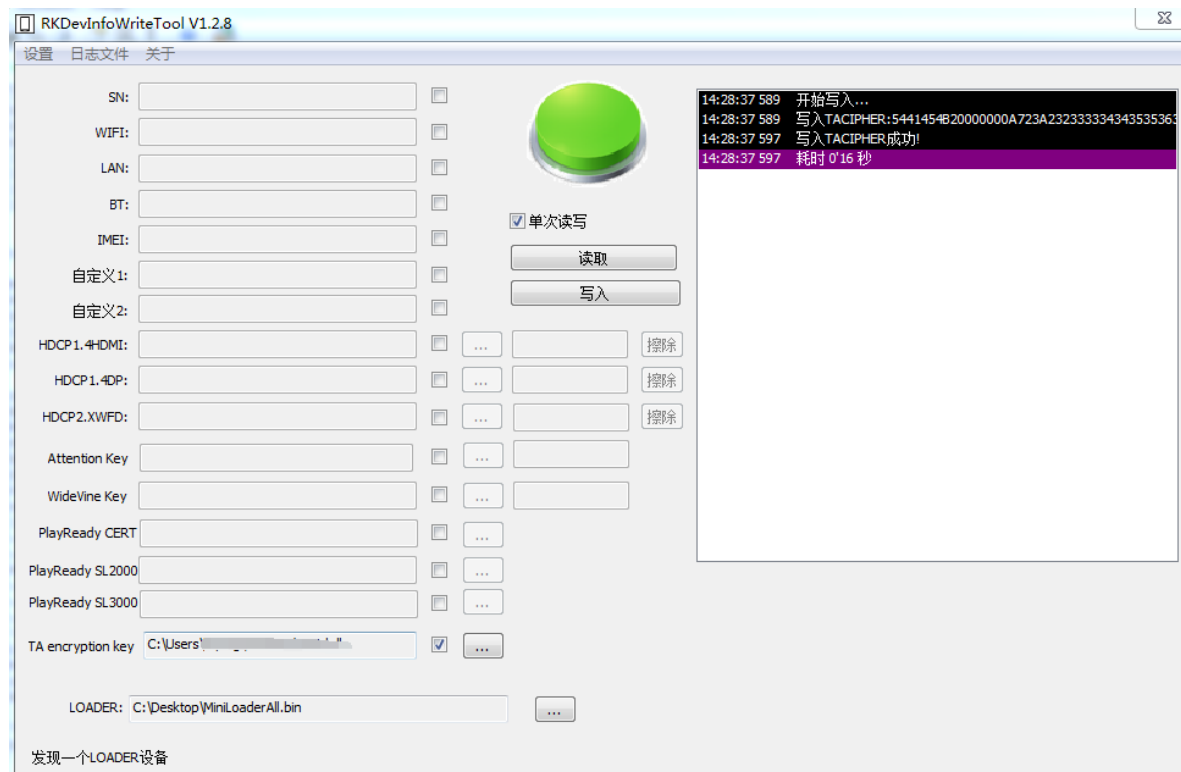 RKDevInfoWriteTool V1.2.8
设置 日志文件 关于
SN:
WIFI:
LAN:
BT:
IMEI:
自定义1:
自定义2:
HDCP1.4HDMI: ... 擦除
HDCP1.4DP: ... 擦除
HDCP2.XWFD: ... 擦除
Attention Key ...
WideVine Key ...
PlayReady CERT ...
PlayReady SL2000 ...
PlayReady SL3000 ...
TA encryption key C:\Users\ ...
LOADER: C:\Desktop\MiniLoaderAll.bin ...
发现一个LOADER设备
单次读写
读取
写入
14:28:37 589 开始写入...
14:28:37 589 写入TACIPHER:5441454B20000000A723A232333334343535363
14:28:37 597 写入TACIPHER成功!
14:28:37 597 耗时 0'16 秒